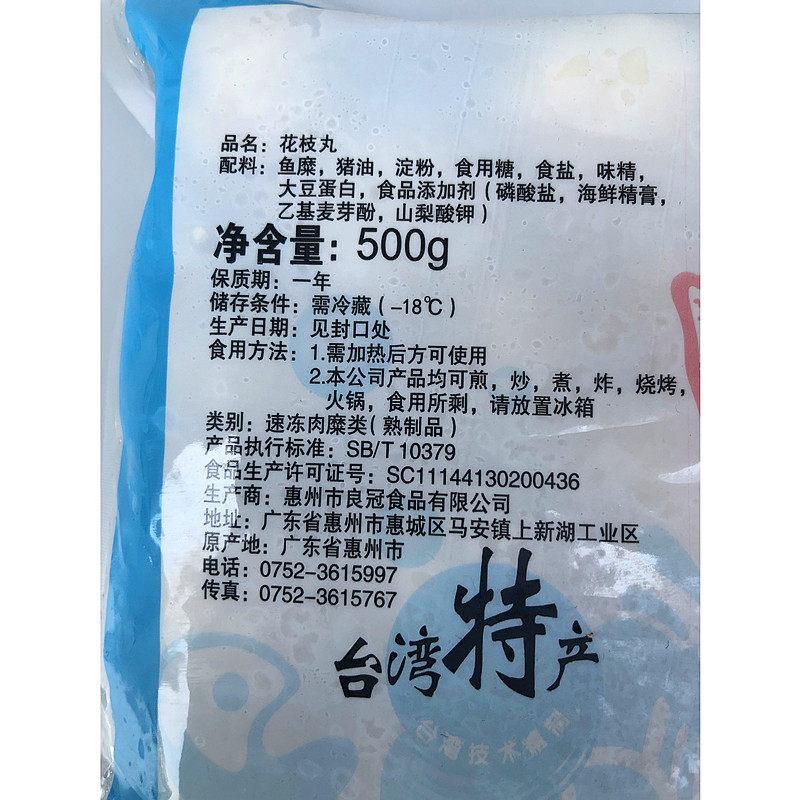 品名：花枝丸
配料：鱼糜，猪油，淀粉，食用糖，食盐，味精，
大豆蛋白，食品添加剂（磷酸盐，海鲜精膏，
乙基麦芽酚，山梨酸钾）
净含量：500g
保质期：一年
储存条件：需冷藏（-18℃）
生产日期：见封口处
食用方法：1.需加热后方可使用
2.本公司产品均可煎，炒，煮，炸，烧烤，
火锅，食用所剩，请放置冰箱
类别：速冻肉糜类（熟制品）
产品执行标准：SB/T 10379
食品生产许可证号：SC11144130200436
生产商：惠州市良冠食品有限公司
地址：广东省惠州市惠城区马安镇上新湖工业区
原产地：广东省惠州市
电话：0752-3615997
传真：0752-3615767
台湾特产
台湾技术